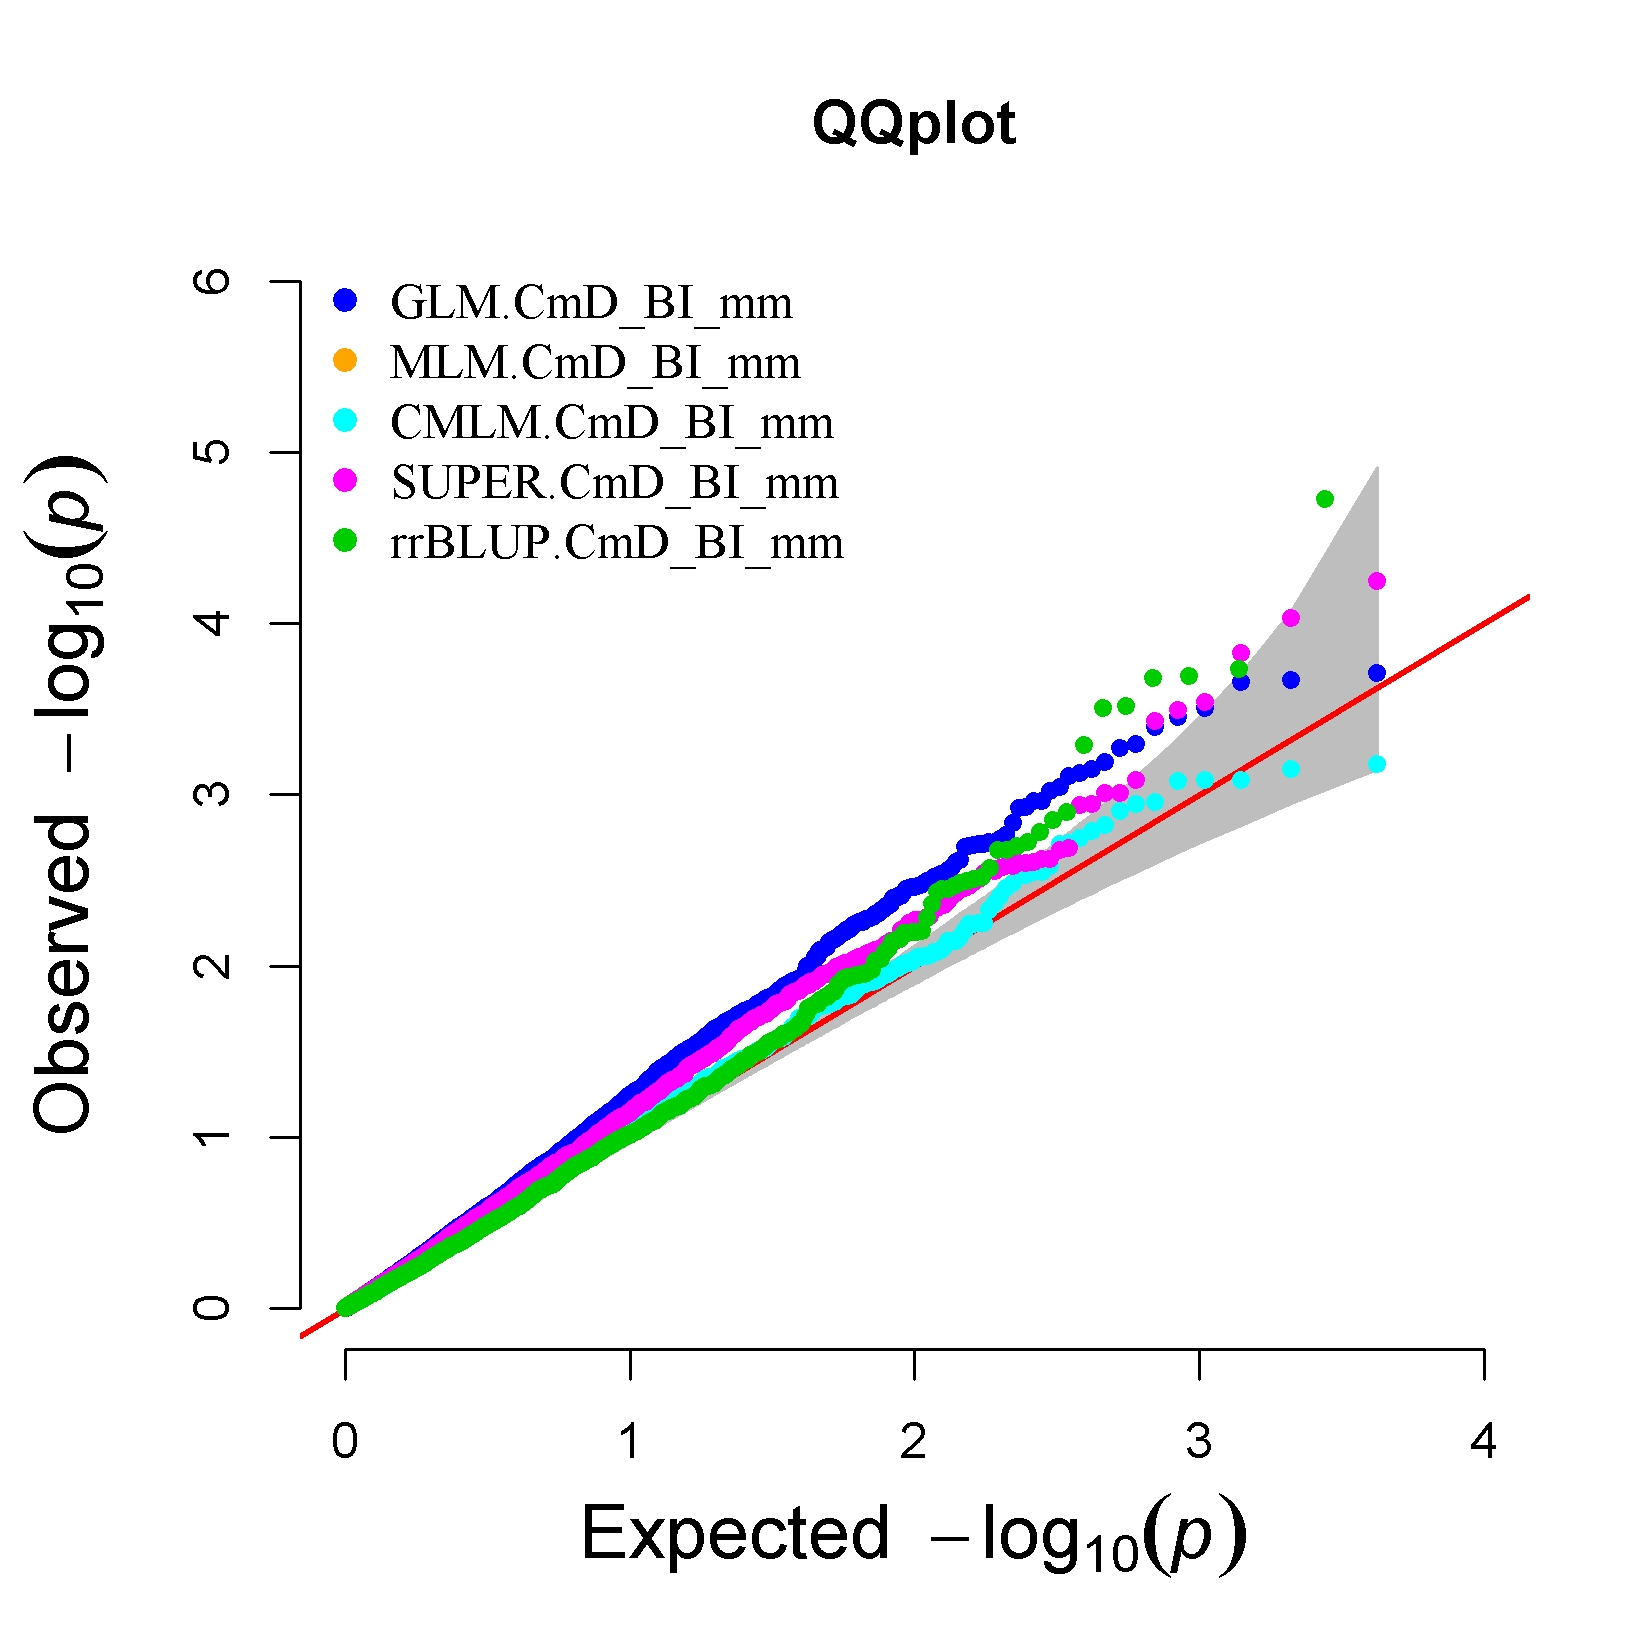 QQplot
GLM.CmD_BI_mm
MLM.CmD_BI_mm
CMLM.CmD_BI_mm
SUPER.CmD_BI_mm
rrBLUP.CmD_BI_mm
6
5
4
3
2
1
0
Observed −log10(p)
0 1 2 3 4
Expected −log10(p)